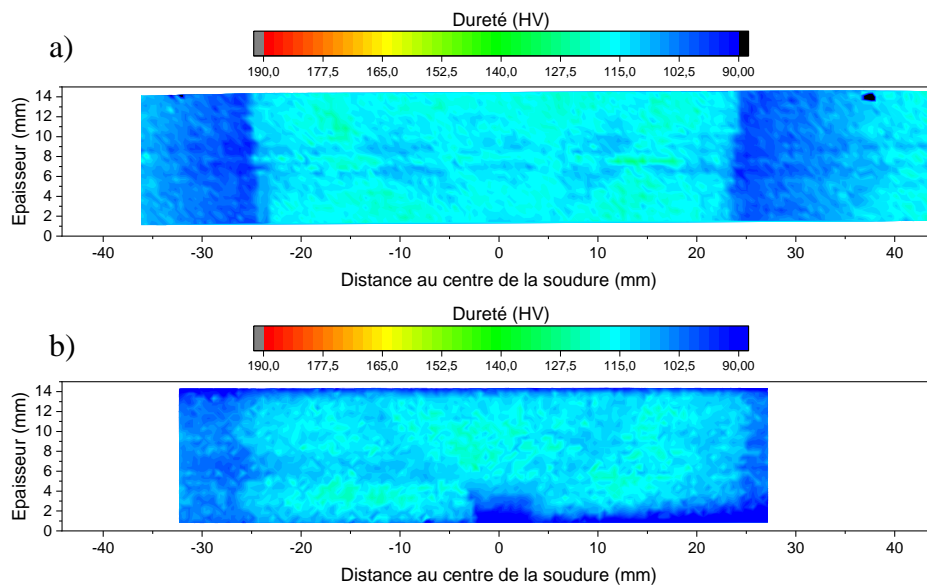 a)
Dureté (HV)
190,0 177,5 165,0 152,5 140,0 127,5 115,0 102,5 90,00
Epaisseur (mm)
14
12
10
8
6
4
2
0
-40 -30 -20 -10 0 10 20 30 40
Distance au centre de la soudure (mm)
b)
Dureté (HV)
190,0 177,5 165,0 152,5 140,0 127,5 115,0 102,5 90,00
Epaisseur (mm)
14
12
10
8
6
4
2
0
-40 -30 -20 -10 0 10 20 30 40
Distance au centre de la soudure (mm)